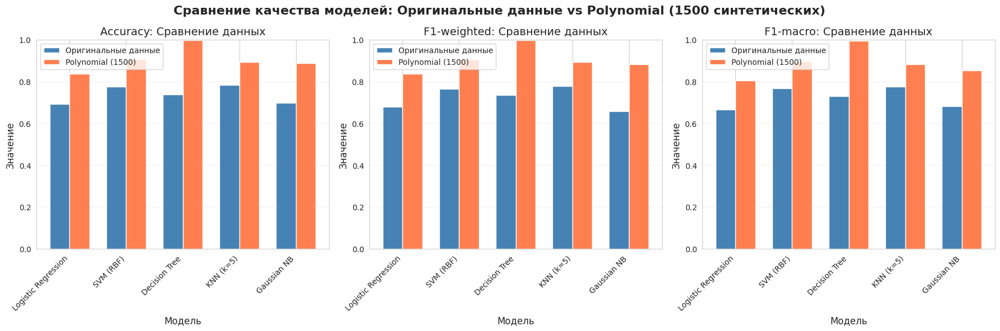 Сравнение качества моделей: Оригинальные данные vs Polynomial (1500 синтетических)
Accuracy: Сравнение данных
Оригинальные данные
Polynomial (1500)
1.0
0.8
0.6
0.4
0.2
0.0
Значение
Logistic Regression
SVM (RBF)
Decision Tree
KNN (k=5)
Gaussian NB
Модель
F1-weighted: Сравнение данных
Оригинальные данные
Polynomial (1500)
1.0
0.8
0.6
0.4
0.2
0.0
Значение
Logistic Regression
SVM (RBF)
Decision Tree
KNN (k=5)
Gaussian NB
Модель
F1-macro: Сравнение данных
Оригинальные данные
Polynomial (1500)
1.0
0.8
0.6
0.4
0.2
0.0
Значение
Logistic Regression
SVM (RBF)
Decision Tree
KNN (k=5)
Gaussian NB
Модель